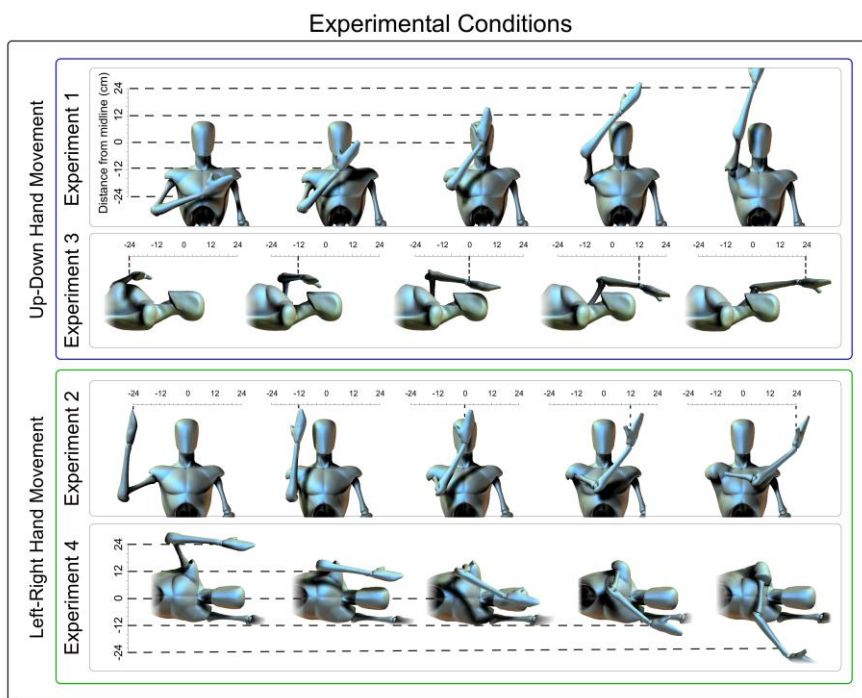 Experimental Conditions
Up-Down Hand Movement
Experiment 1
Distance from midline (cm)
24
12
0
-12
-24
Experiment 3
-24 -12 0 12 24 -24 -12 0 12 24 -24 -12 0 12 24 -24 -12 0 12 24 -24 -12 0 12 24
Left-Right Hand Movement
Experiment 2
-24 -12 0 12 24 -24 -12 0 12 24 -24 -12 0 12 24 -24 -12 0 12 24 -24 -12 0 12 24
Experiment 4
24
12
0
-12
-24